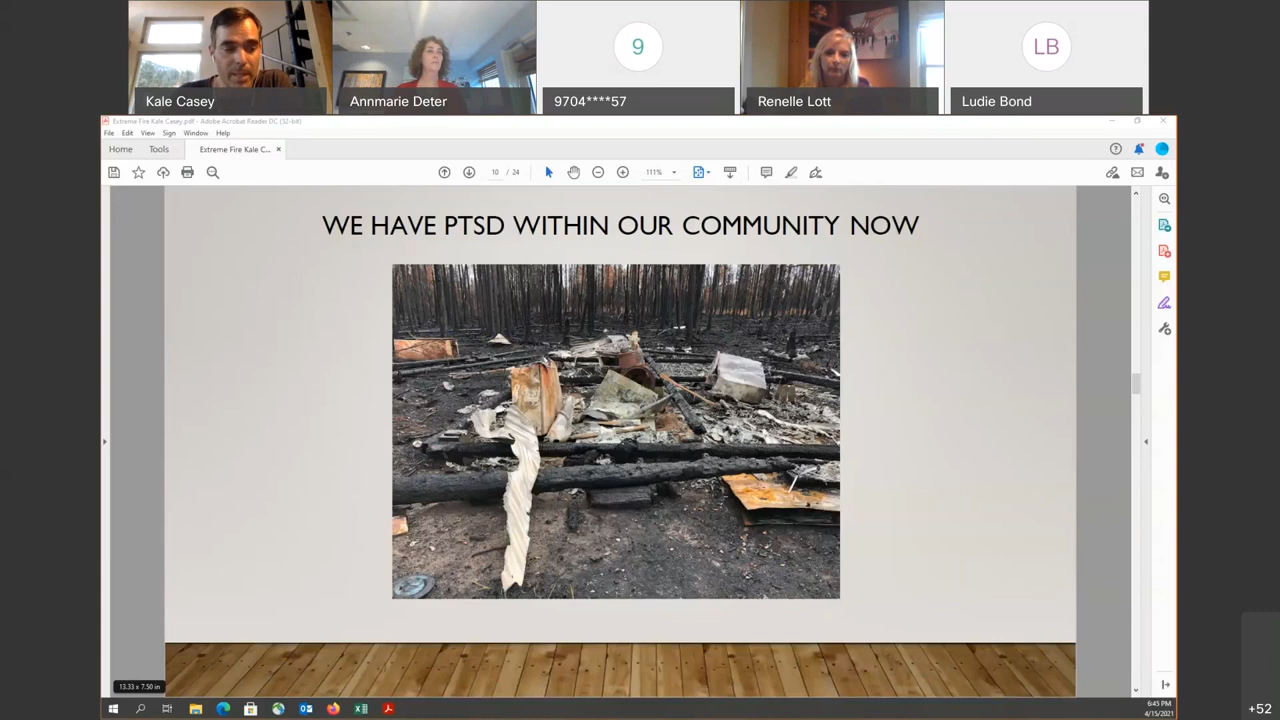 Kale Casey
Annmarie Deter
9
9704****57
Renelle Lott
LB
Ludie Bond
Extreme Fire Kale Casey.pdf - Adobe Acrobat Reader DC (32-bit)
File Edit View Sign Window Help
Home Tools Extreme Fire Kale C... ×
10 / 24 111%
WE HAVE PTSD WITHIN OUR COMMUNITY NOW
13.33 x 7.50 in
6:45 PM
4/15/2021
+52